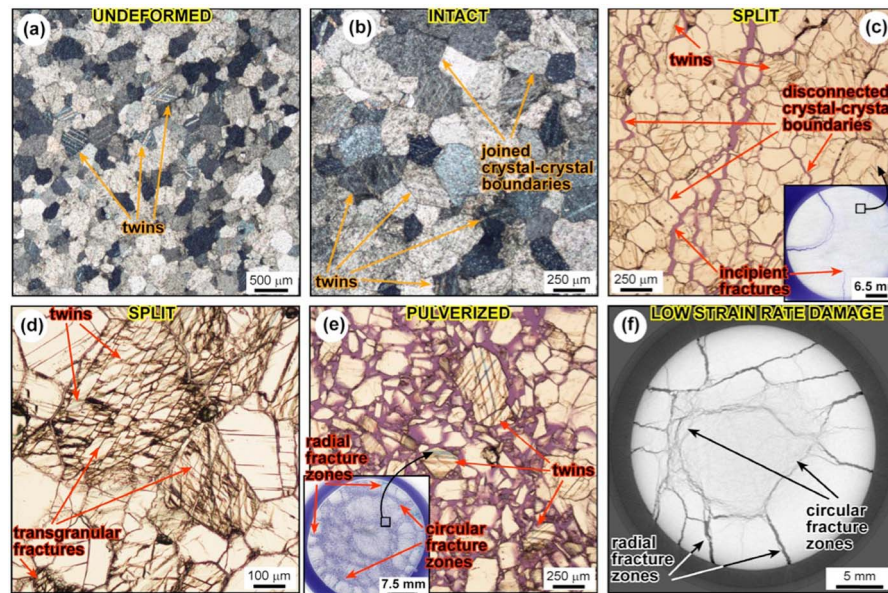 (a)
UNDEFORMED
twins
500 μm
(b)
INTACT
joined
crystal-crystal
boundaries
twins
250 μm
(c)
SPLIT
twins
disconnected
crystal-crystal
boundaries
incipient
fractures
250 μm
6.5 mm
(d)
SPLIT
twins
transgranular
fractures
100 μm
(e)
PULVERIZED
radial
fracture
zones
twins
circular
fracture
zones
7.5 mm
250 μm
(f)
LOW STRAIN RATE DAMAGE
circular
fracture
zones
radial
fracture
zones
5 mm